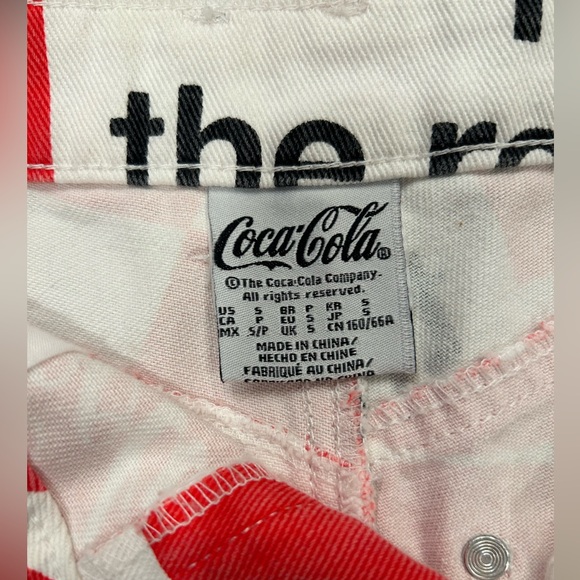 the
Coca-Cola
©The Coca-Cola Company.
All rights reserved.
US S BR P KR S
CA P EU S JP S
MX S/P UK S CN 160/66A
MADE IN CHINA/
HECHO EN CHINE
FABRIQUÉ AU CHINA/